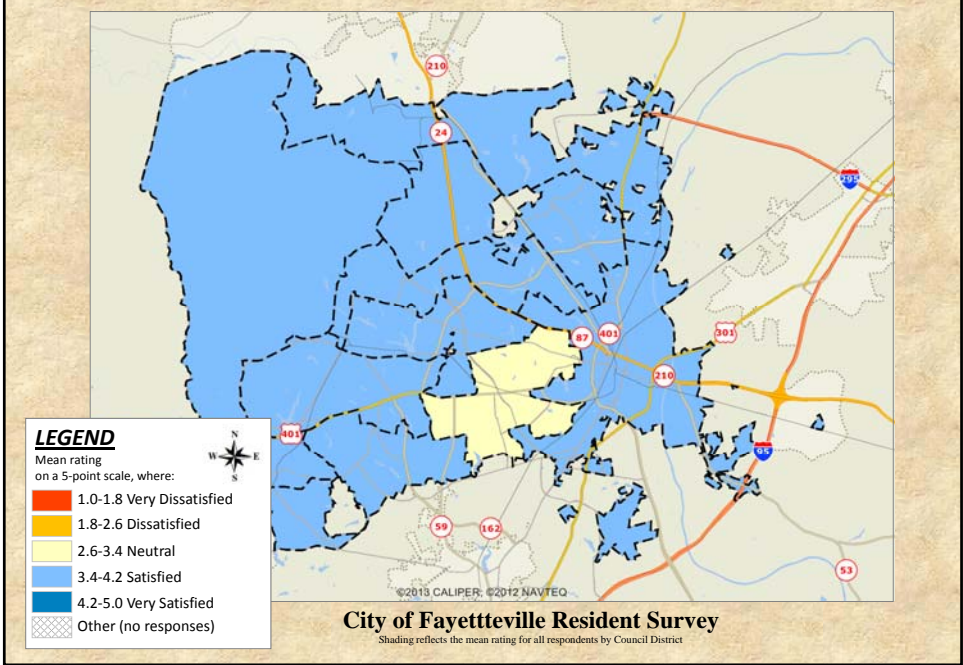 210
24
295
301
87
401
210
401
95
59
162
53
LEGEND
Mean rating
on a 5-point scale, where:
N
W E
S
1.0-1.8 Very Dissatisfied
1.8-2.6 Dissatisfied
2.6-3.4 Neutral
3.4-4.2 Satisfied
4.2-5.0 Very Satisfied
Other (no responses)
©2013 CALIPER; ©2012 NAVTEQ
City of Fayettteville Resident Survey
Shading reflects the mean rating for all respondents by Council District